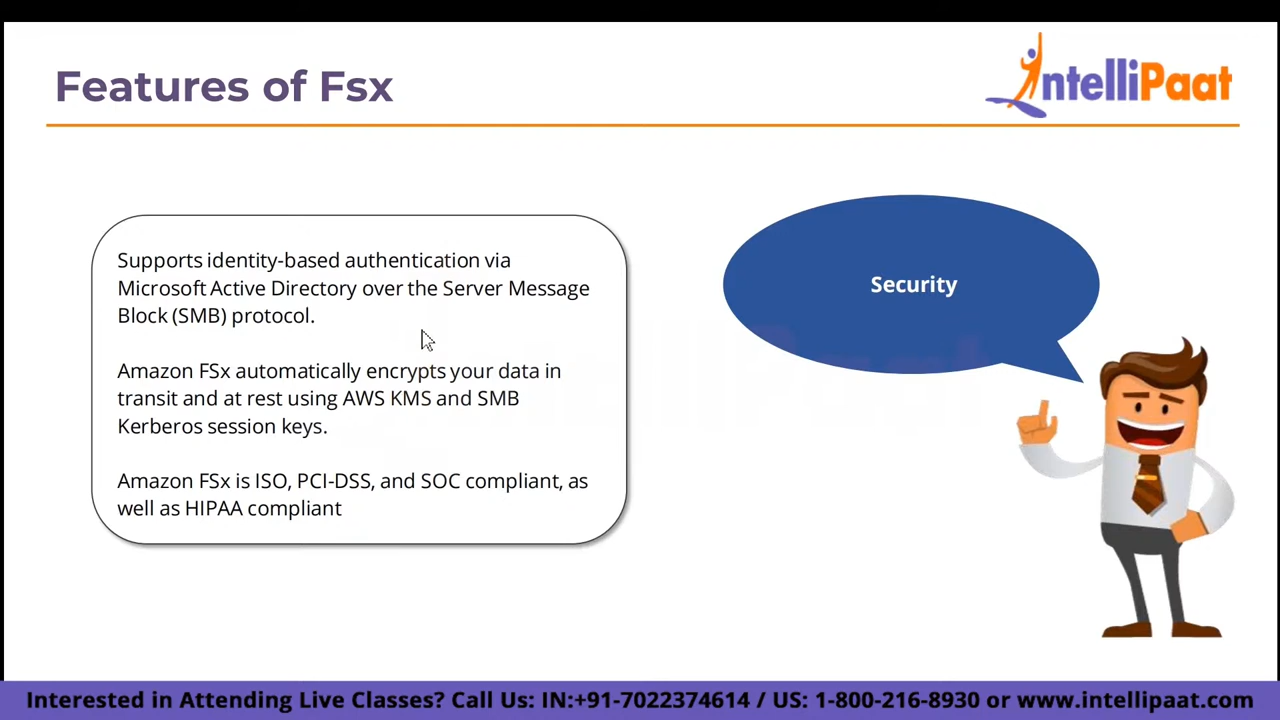 Features of Fsx
IntelliPaat
Supports identity-based authentication via
Microsoft Active Directory over the Server Message
Block (SMB) protocol.
Amazon FSx automatically encrypts your data in
transit and at rest using AWS KMS and SMB
Kerberos session keys.
Amazon FSx is ISO, PCI-DSS, and SOC compliant, as
well as HIPAA compliant
Security
Interested in Attending Live Classes? Call Us: IN:+91-7022374614 / US: 1-800-216-8930 or www.intellipaat.com